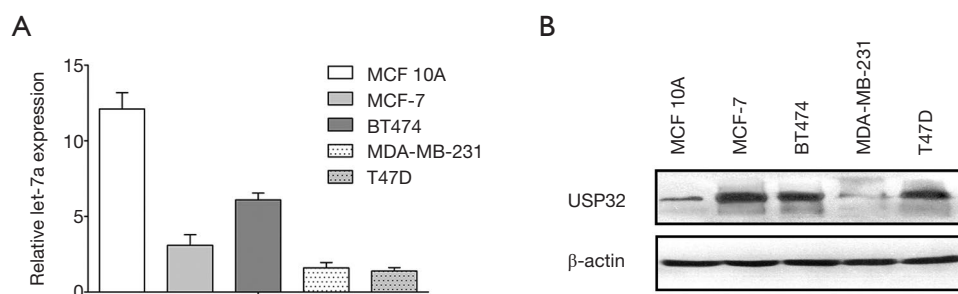 A
Relative let-7a expression
15
10
5
0
MCF 10A
MCF-7
BT474
MDA-MB-231
T47D
B
MCF 10A
MCF-7
BT474
MDA-MB-231
T47D
USP32
β-actin